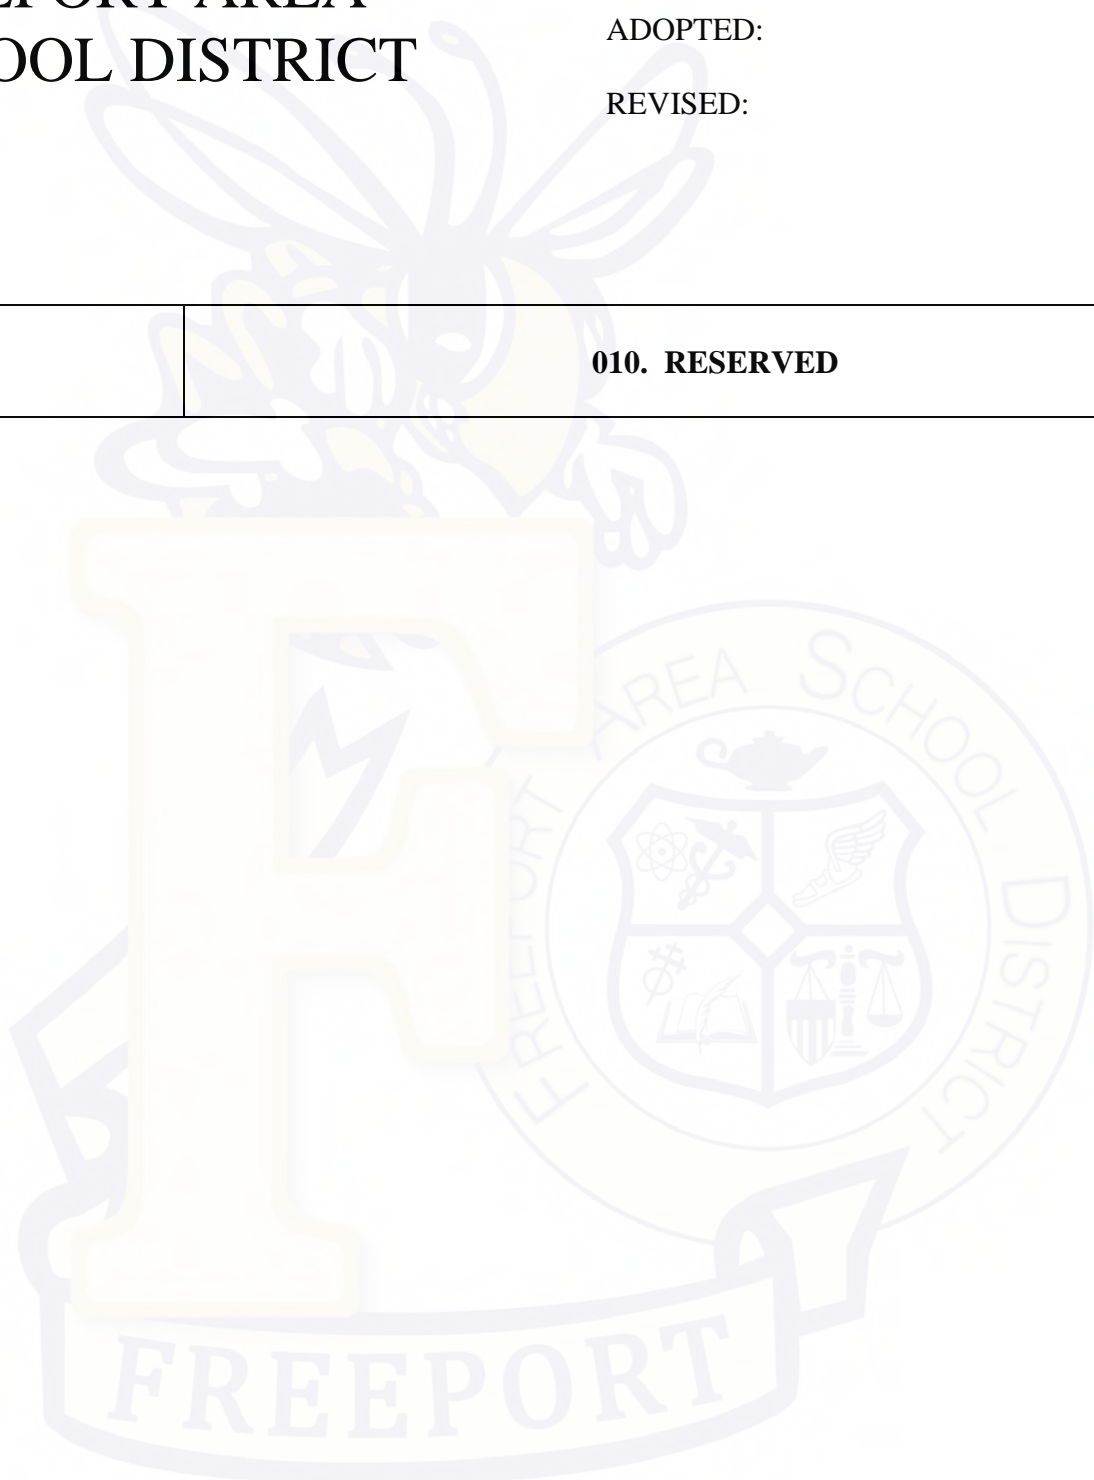 EPORT AREA
OOL DISTRICT
ADOPTED:
REVISED:
010. RESERVED
FREEPORT AREA SCHOOL DISTRICT
FREEPORT